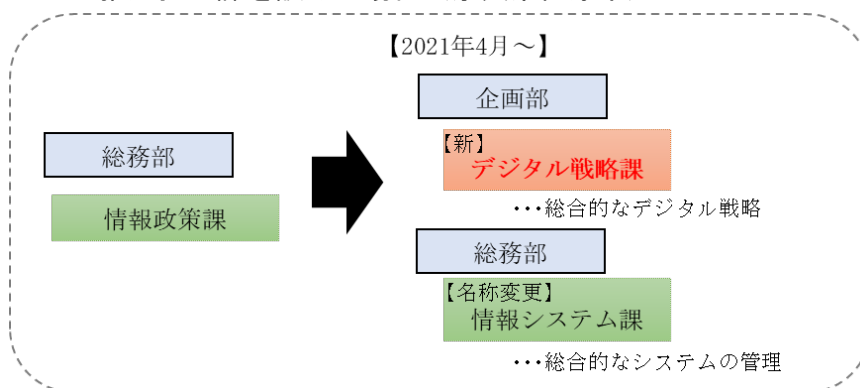 【2021年4月～】
総務部
情報政策課
企画部
【新】
デジタル戦略課
・・・総合的なデジタル戦略
総務部
【名称変更】
情報システム課
・・・総合的なシステムの管理